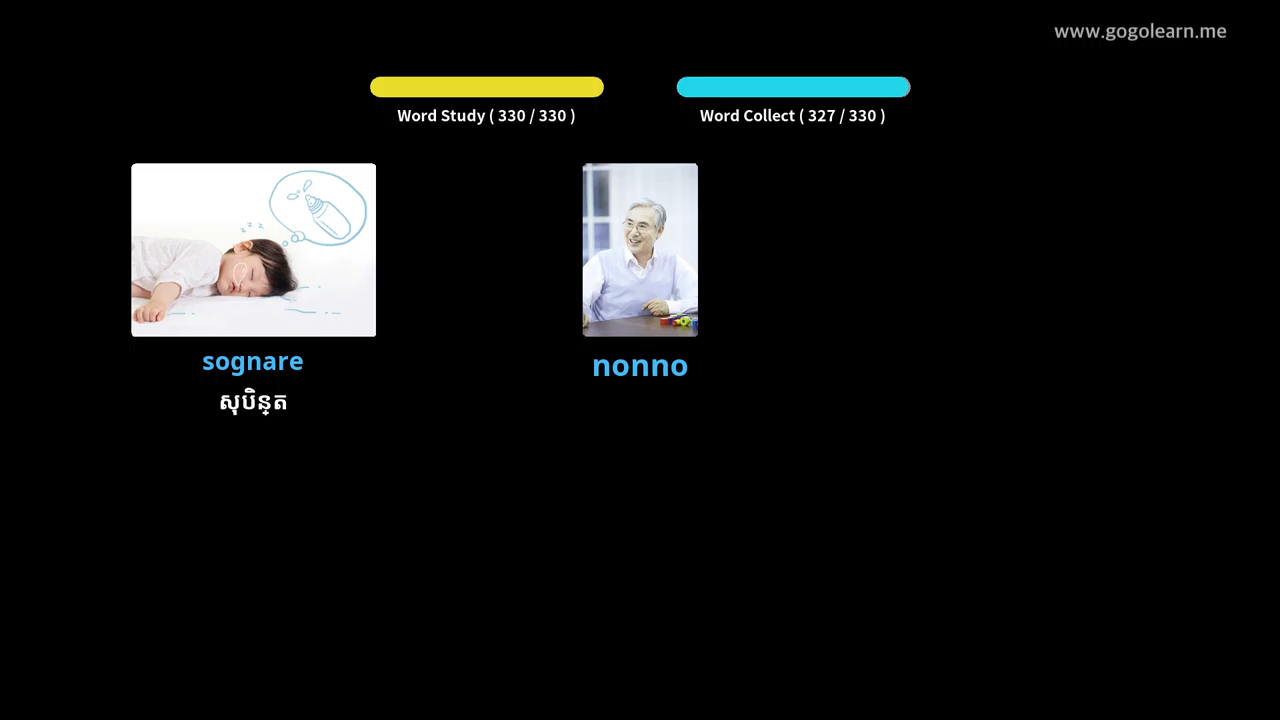 www.gogolearn.me
Word Study ( 330 / 330 )
Word Collect ( 327 / 330 )
z z z
sognare
nonno
សុបិន្ត